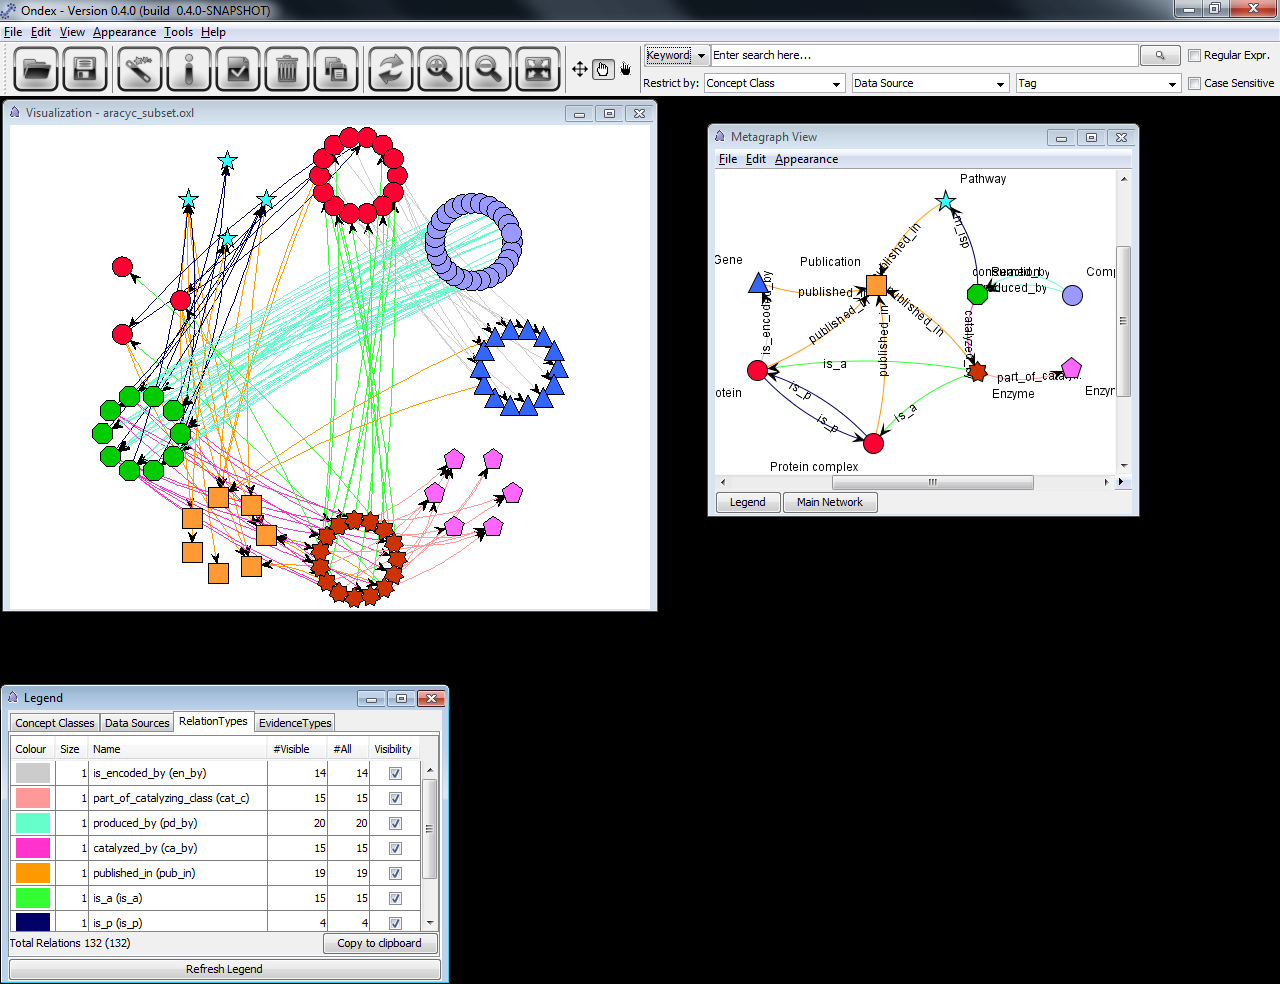 Ondex - Version 0.4.0 (build 0.4.0-SNAPSHOT)
File Edit View Appearance Tools Help
Keyword Enter search here... Regular Expr.
Restrict by: Concept Class Data Source Tag Case Sensitive
Visualization - aracyc_subset.oxl
Metagraph View
File Edit Appearance
Pathway
published_in
m_isp
Gene
Publication
Comp
produced_by
published_in
published_in
published_in
is_encoded_by
published_in
catalyzed_by
is_a
part_of_cataly...
otein
is_p
is_p
is_a
Enzyme
Enzyn
Protein complex
Legend Main Network
Legend
Concept Classes Data Sources RelationTypes EvidenceTypes
Colour Size Name #Visible #All Visibility
1 is_encoded_by (en_by) 14 14
1 part_of_catalyzing_class (cat_c) 15 15
1 produced_by (pd_by) 20 20
1 catalyzed_by (ca_by) 15 15
1 published_in (pub_in) 19 19
1 is_a (is_a) 15 15
1 is_p (is_p) 4 4
Total Relations 132 (132) Copy to clipboard
Refresh Legend